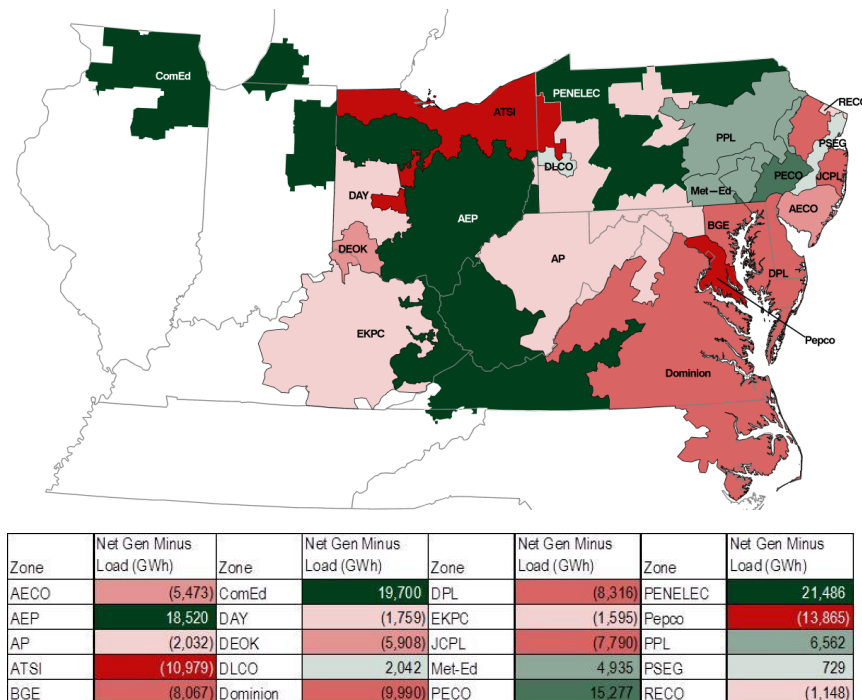 ComEd
PENELEC
ATSI
RECO
PPL
PSEG
DLCO
PECO
JCPL
DAY
Met-Ed
AECO
AEP
BGE
DEOK
AP
DPL
EKPC
Pepco
Dominion
Zone Net Gen Minus Load (GWh) Zone Net Gen Minus Load (GWh) Zone Net Gen Minus Load (GWh) Zone Net Gen Minus Load (GWh)
AECO (5,473) ComEd 19,700 DPL (8,316) PENELEC 21,486
AEP 18,520 DAY (1,759) EKPC (1,595) Pepco (13,865)
AP (2,032) DEOK (5,908) JCPL (7,790) PPL 6,562
ATSI (10,979) DLCO 2,042 Met-Ed 4,935 PSEG 729
BGE (8,067) Dominion (9,990) PECO 15,277 RECO (1,148)